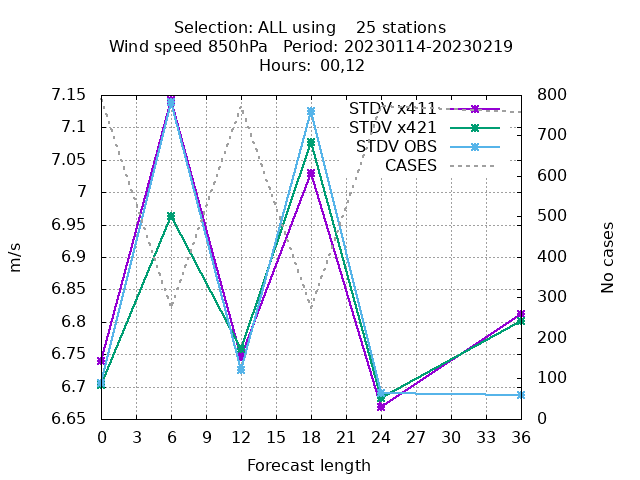 Selection: ALL using    25 stations
Wind speed 850hPa   Period: 20230114-20230219
Hours:  00,12
7.15
7.1
7.05
7
6.95
6.9
6.85
6.8
6.75
6.7
6.65
m/s
STDV x411
STDV x421
STDV OBS
CASES
800
700
600
500
400
300
200
100
0
No cases
0 3 6 9 12 15 18 21 24 27 30 33 36
Forecast length